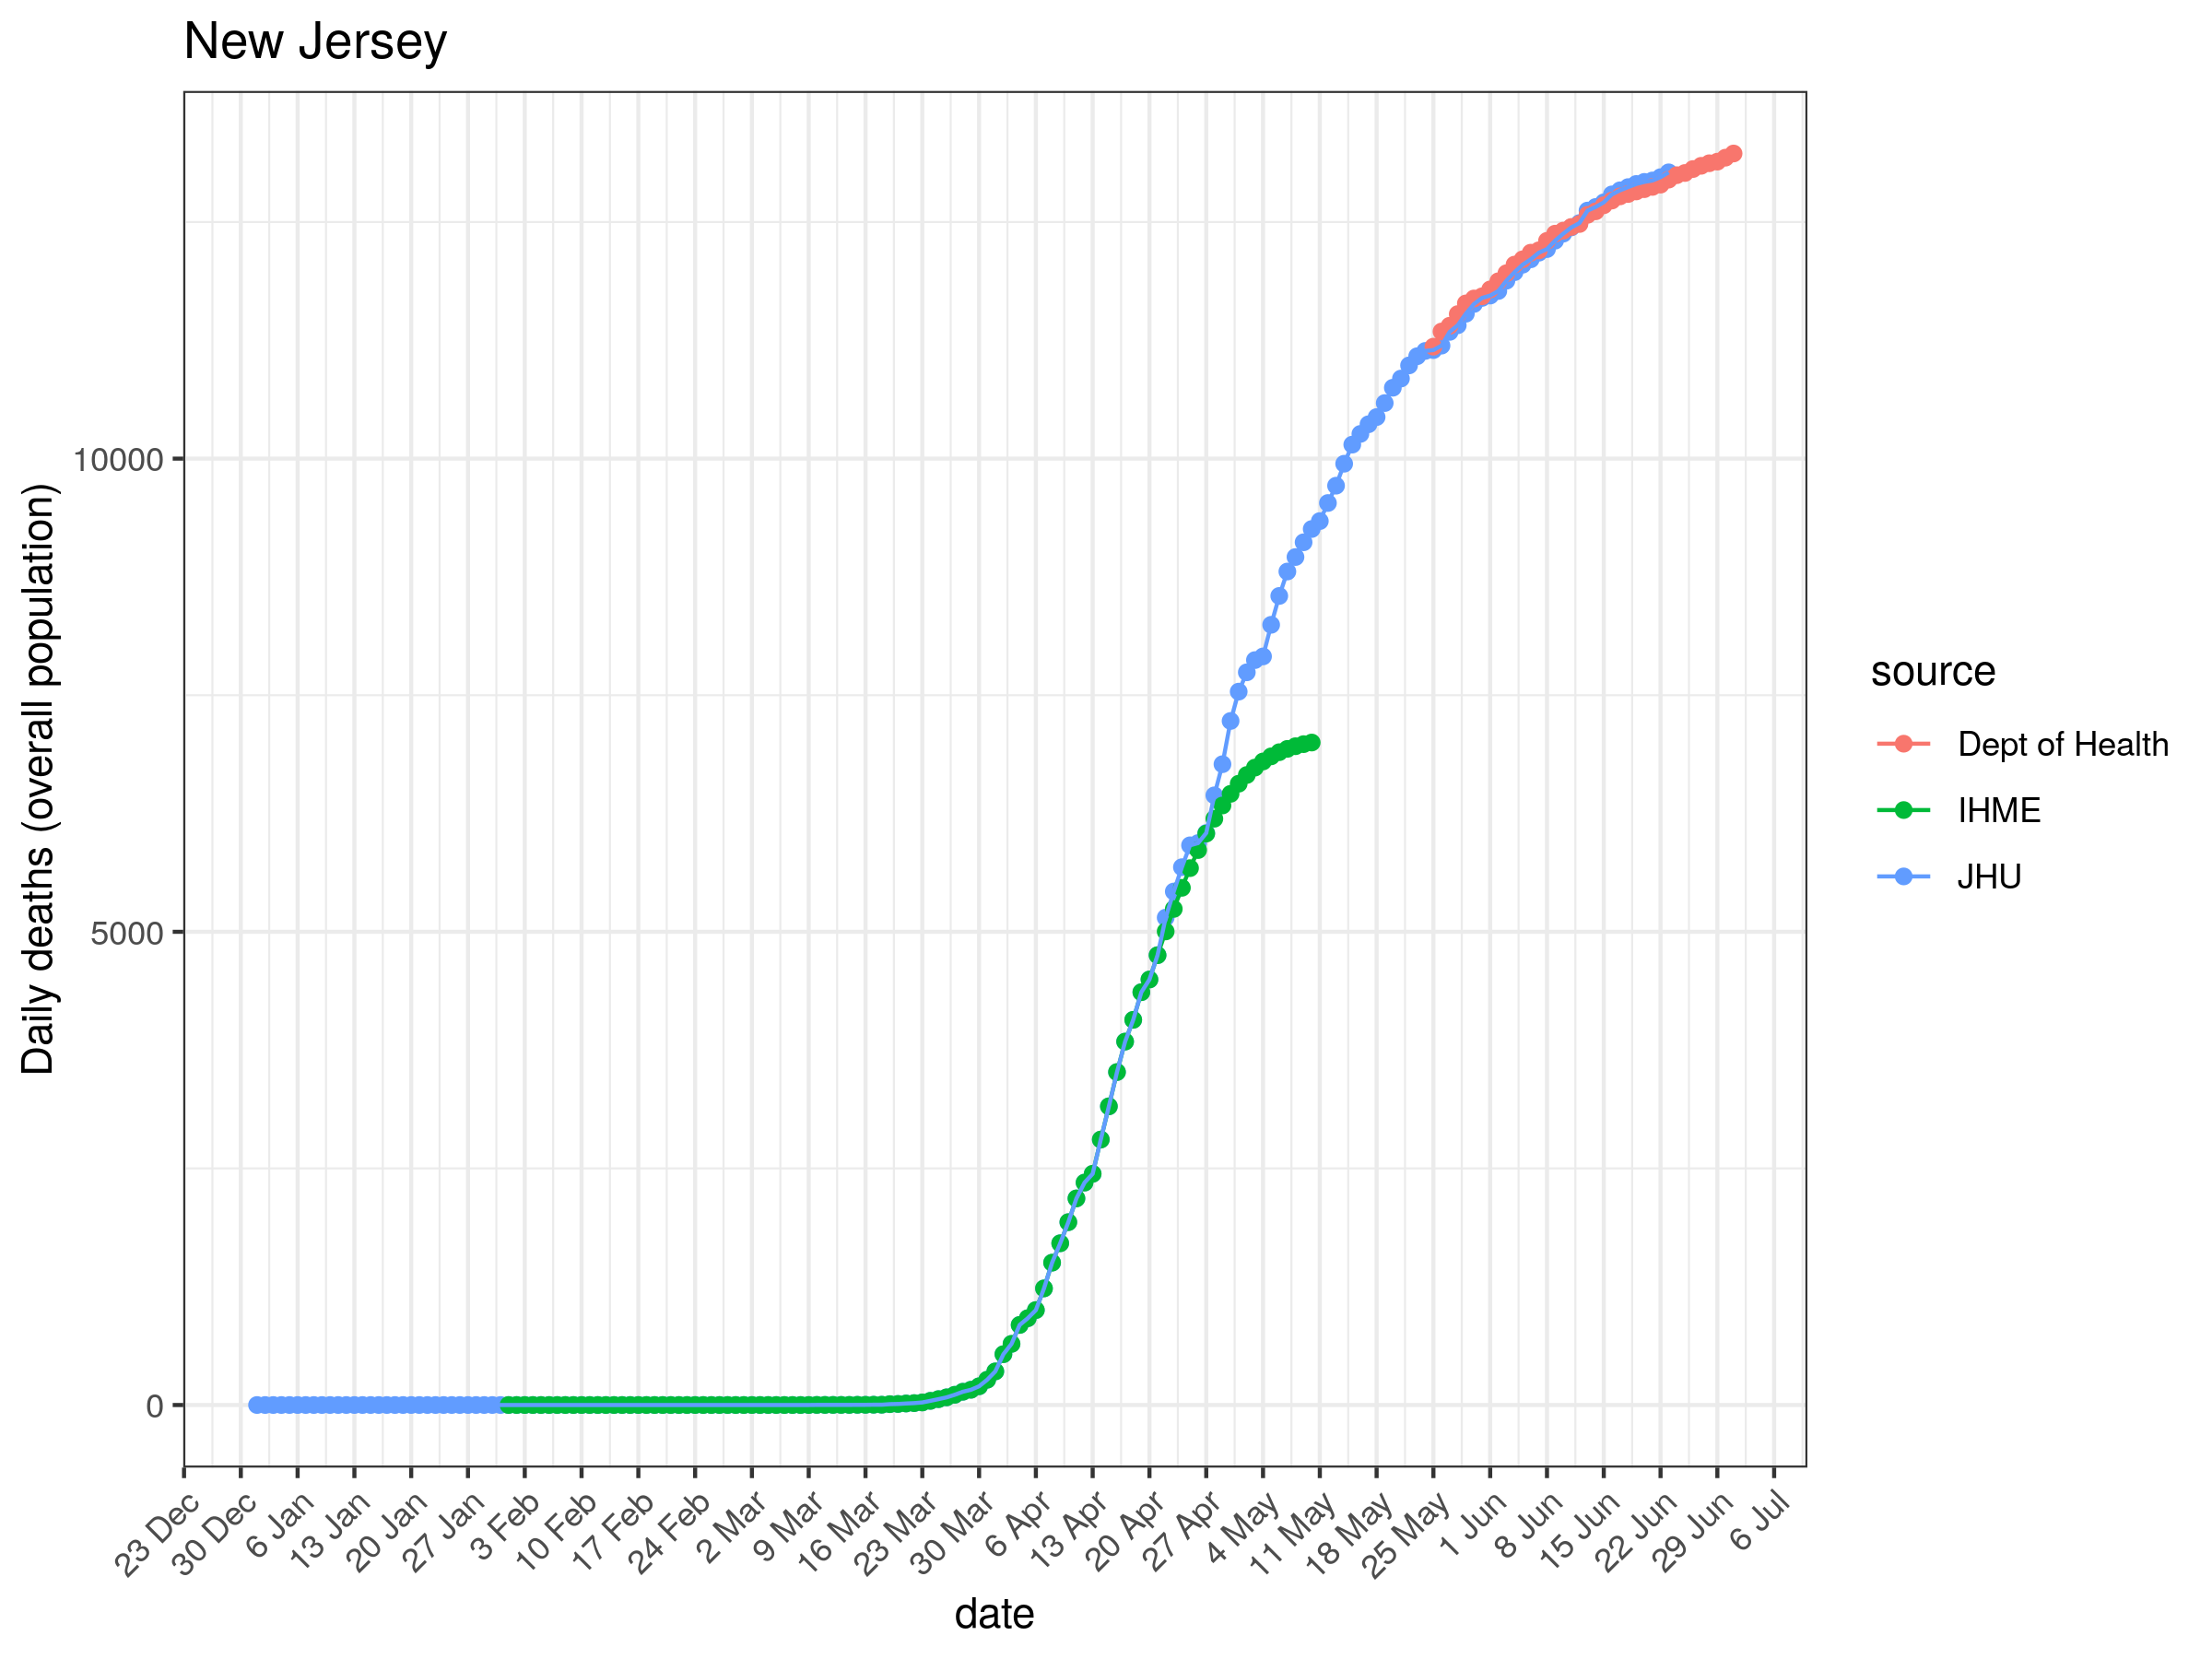 New Jersey
Daily deaths (overall population)
10000
5000
0
23 Dec
30 Dec
6 Jan
13 Jan
20 Jan
27 Jan
3 Feb
10 Feb
17 Feb
24 Feb
2 Mar
9 Mar
16 Mar
23 Mar
30 Mar
6 Apr
13 Apr
20 Apr
27 Apr
4 May
11 May
18 May
25 May
1 Jun
8 Jun
15 Jun
22 Jun
29 Jun
6 Jul
date
source
Dept of Health
IHME
JHU